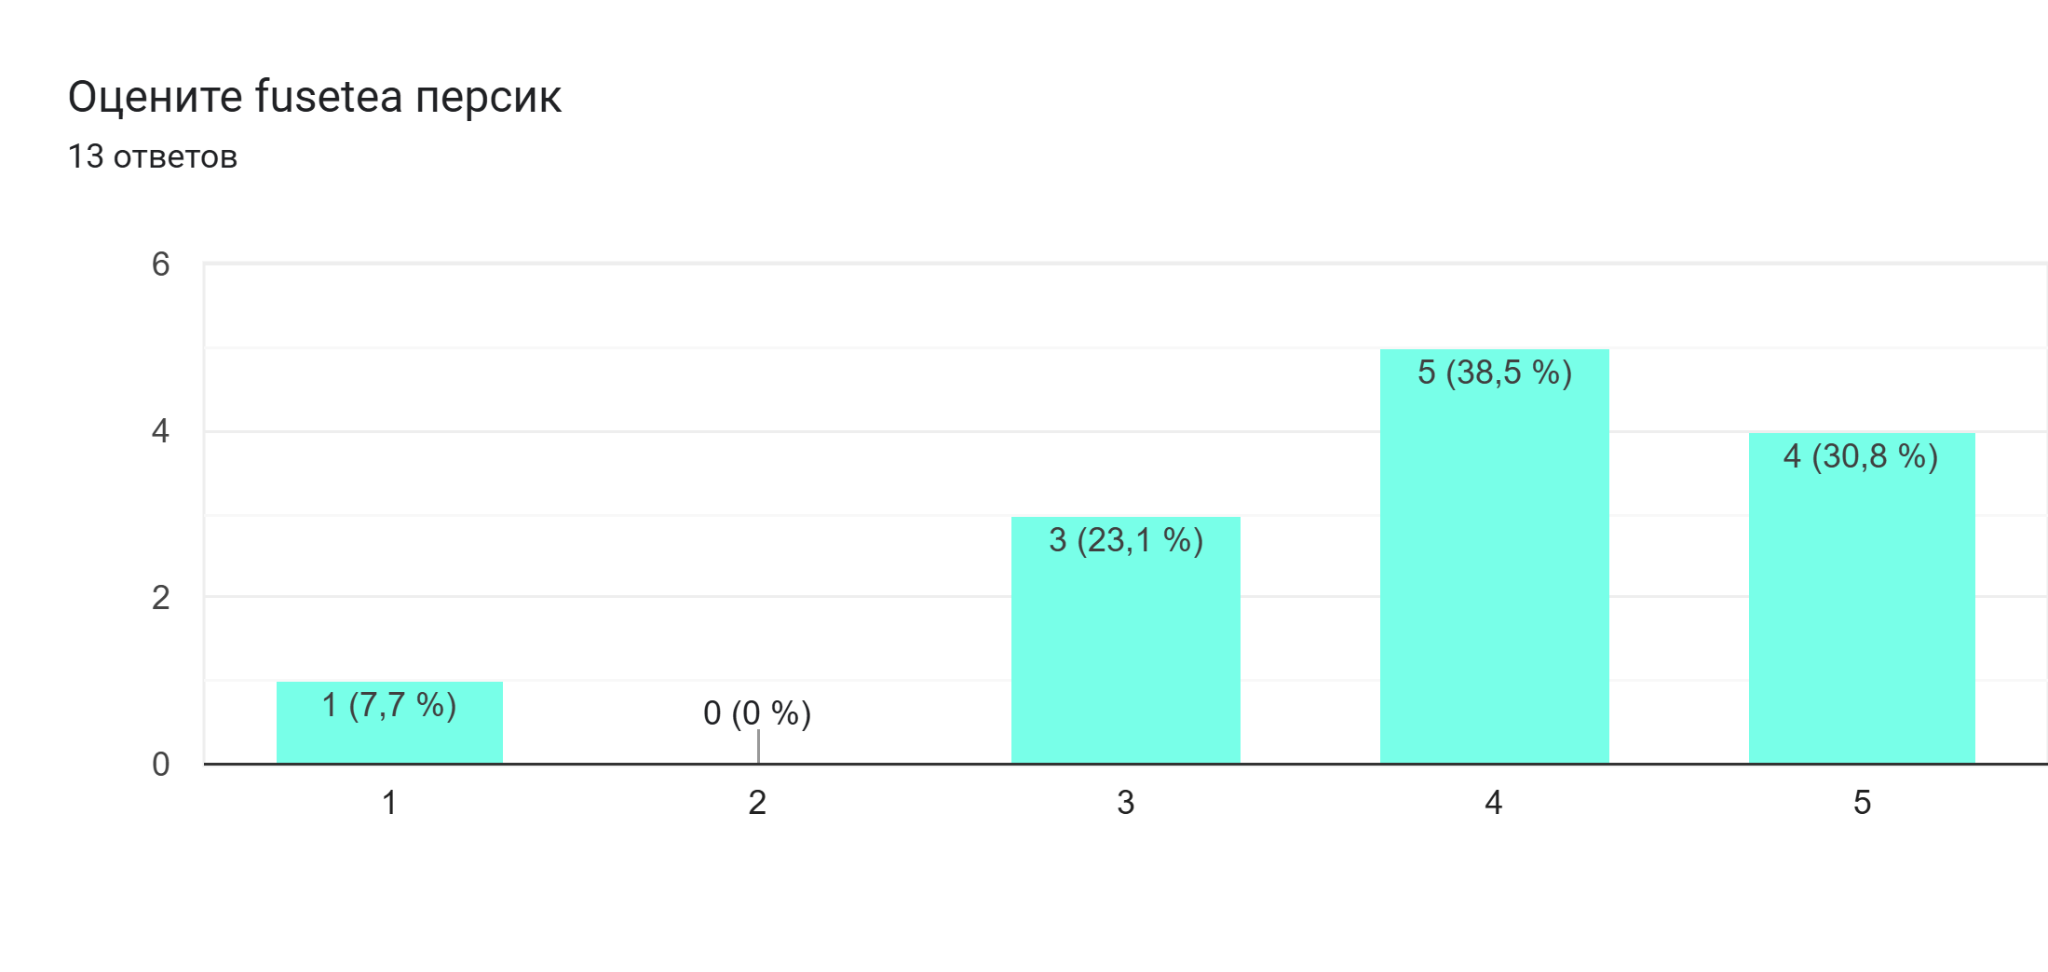 Оцените fusetea персик
13 ответов
6
4
2
0
1 (7,7 %)
0 (0 %)
3 (23,1 %)
5 (38,5 %)
4 (30,8 %)
1 2 3 4 5